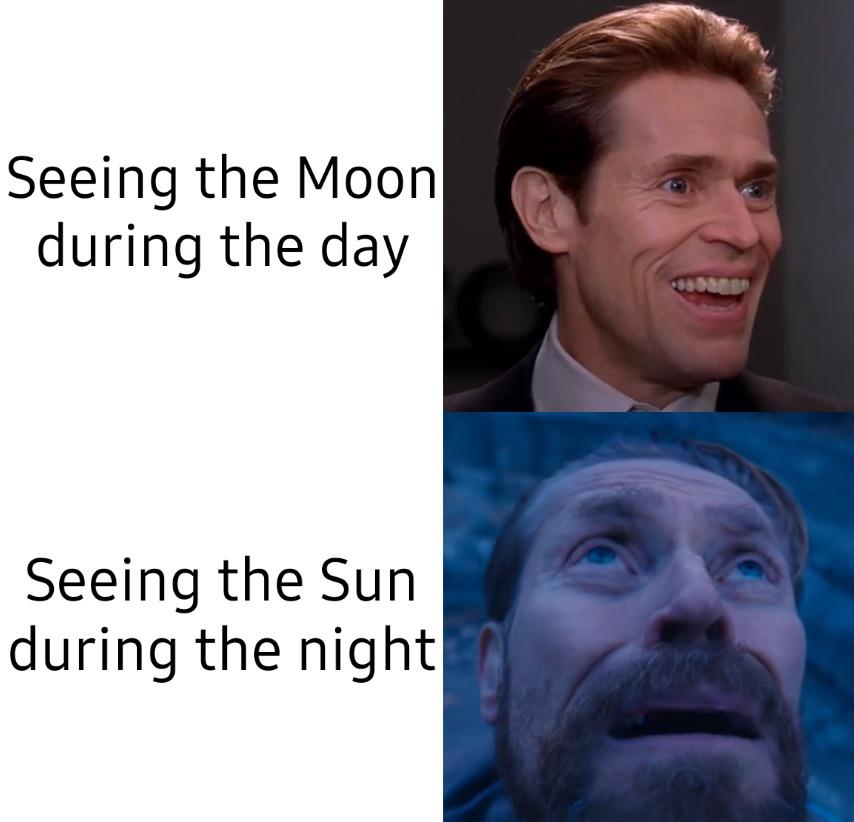 Seeing the Moon
during the day
Seeing the Sun
during the night